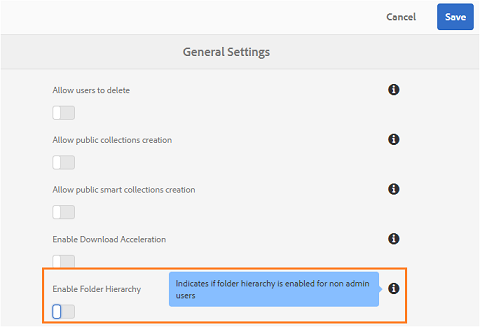 Cancel Save
General Settings
Allow users to delete
Allow public collections creation
Allow public smart collections creation
Enable Download Acceleration
Enable Folder Hierarchy
Indicates if folder hierarchy is enabled for non admin
users